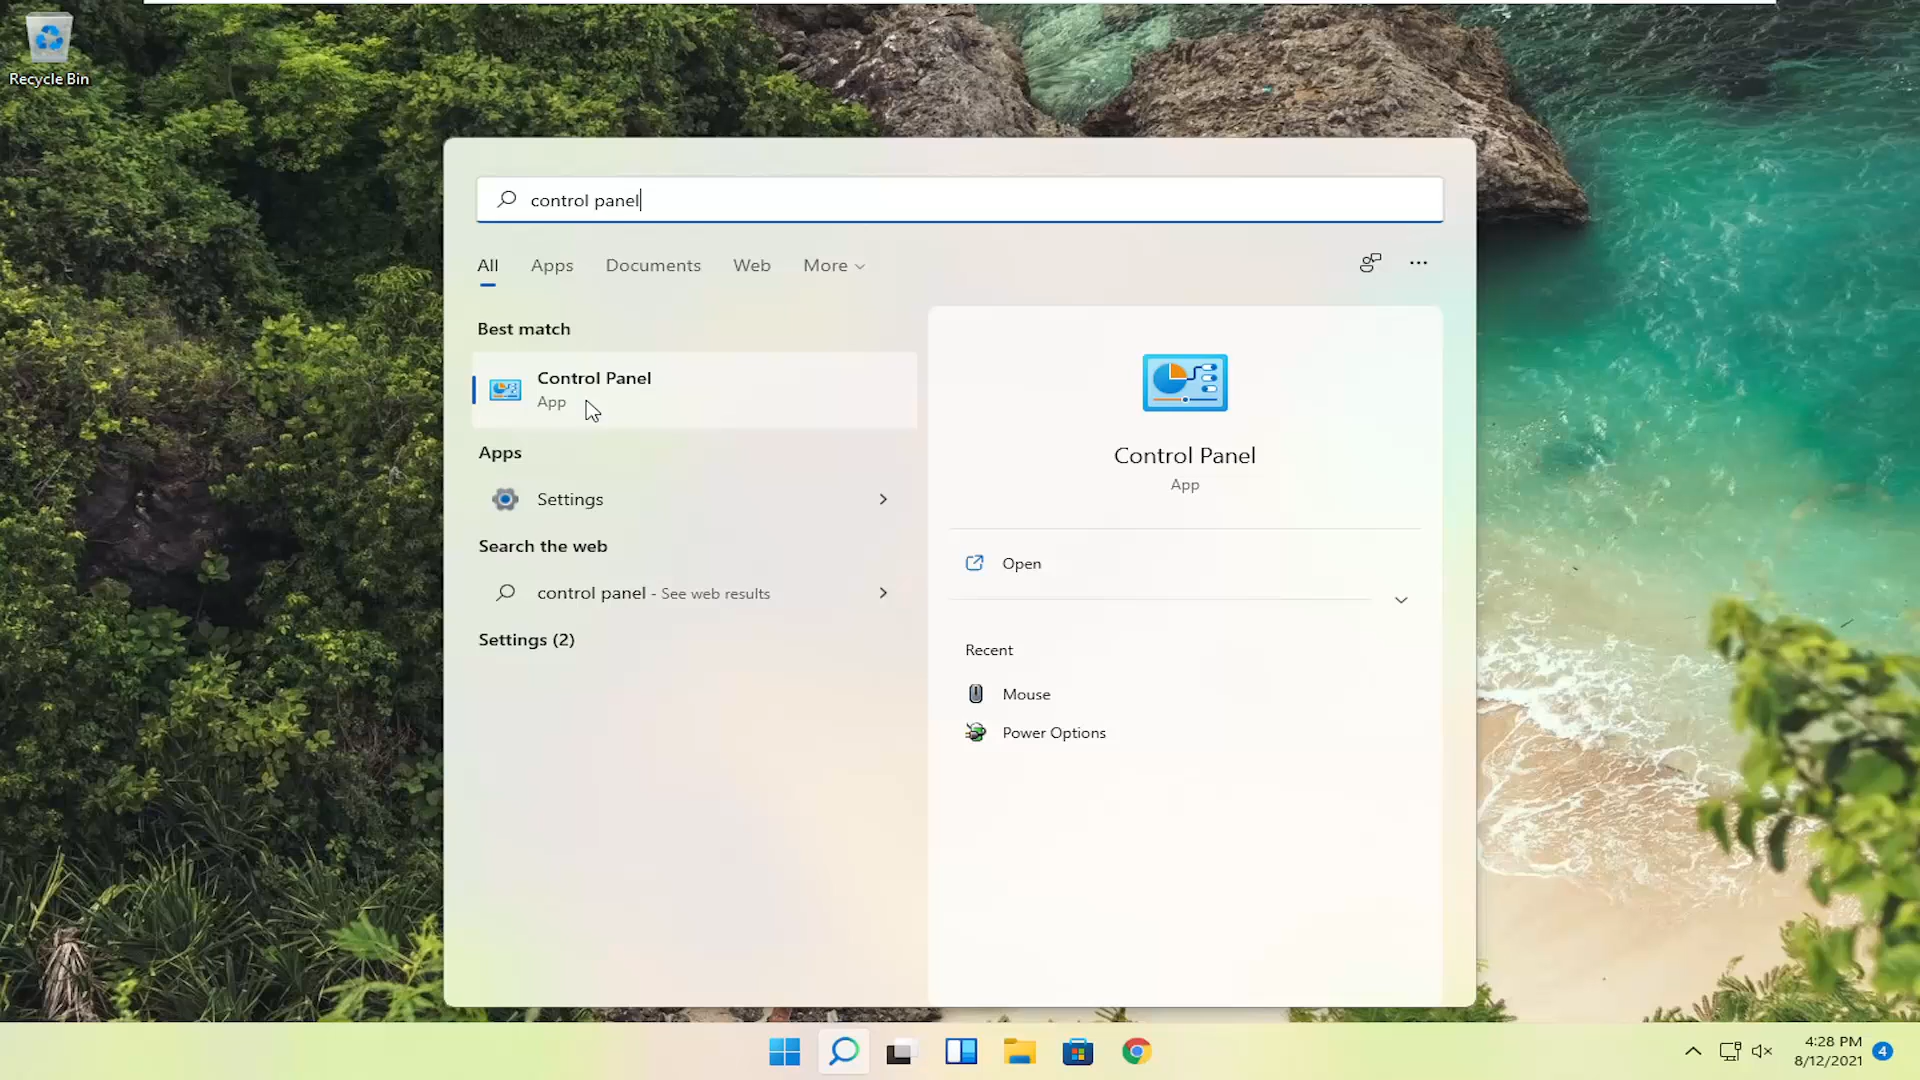 Recycle Bin
control panel
All Apps Documents Web More
Best match
Control Panel
App
Apps
Settings
Search the web
control panel - See web results
Settings (2)
Control Panel
App
Open
Recent
Mouse
Power Options
4:28 PM
8/12/2021
4